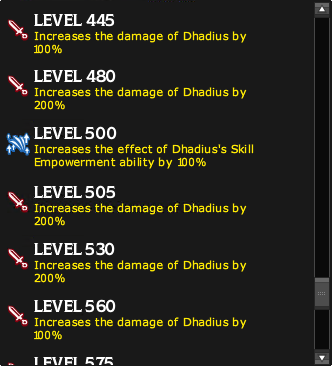 LEVEL 445
Increases the damage of Dhadius by
100%
LEVEL 480
Increases the damage of Dhadius by
200%
LEVEL 500
Increases the effect of Dhadius's Skill
Empowerment ability by 100%
LEVEL 505
Increases the damage of Dhadius by
200%
LEVEL 530
Increases the damage of Dhadius by
200%
LEVEL 560
Increases the damage of Dhadius by
100%
LEVEL 575